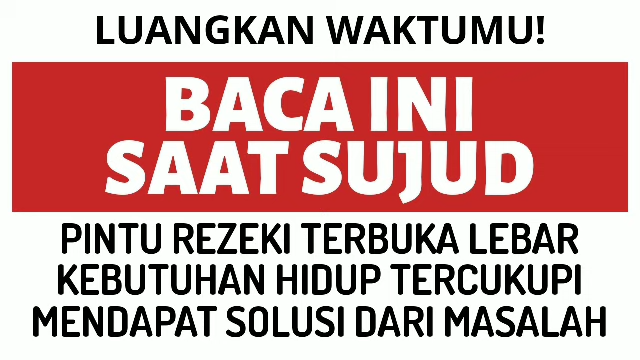 LUANGKAN WAKTUMU!
BACA INI
SAAT SUJUD
PINTU REZEKI TERBUKA LEBAR
KEBUTUHAN HIDUP TERCUKUPI
MENDAPAT SOLUSI DARI MASALAH